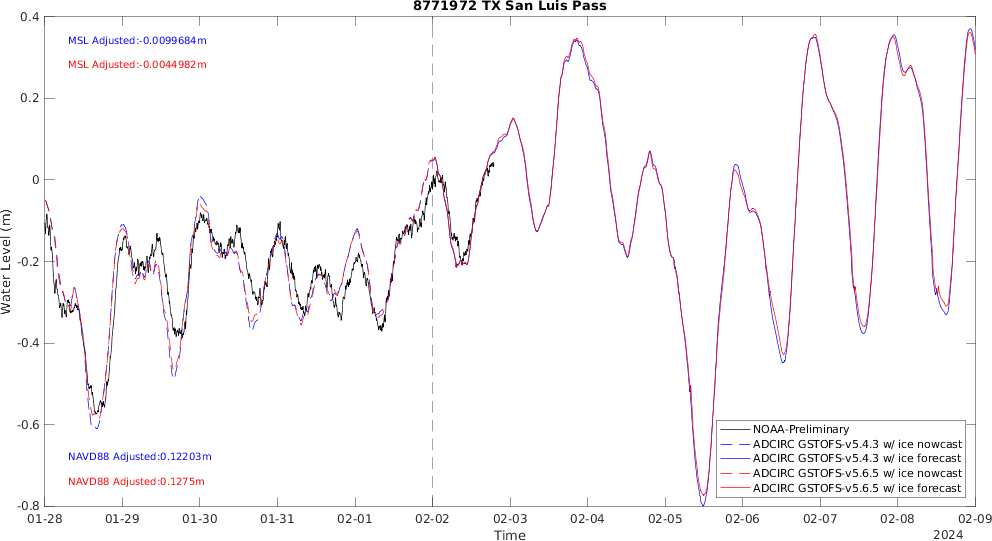 8771972 TX San Luis Pass
MSL Adjusted:-0.0099684m
MSL Adjusted:-0.0044982m
Water Level (m)
0.4
0.2
0
-0.2
-0.4
-0.6
-0.8
NAVD88 Adjusted:0.12203m
NAVD88 Adjusted:0.1275m
NOAA-Preliminary
ADCIRC GSTOFS-v5.4.3 w/ ice nowcast
ADCIRC GSTOFS-v5.4.3 w/ ice forecast
ADCIRC GSTOFS-v5.6.5 w/ ice nowcast
ADCIRC GSTOFS-v5.6.5 w/ ice forecast
01-28 01-29 01-30 01-31 02-01 02-02 02-03 02-04 02-05 02-06 02-07 02-08 02-09
Time
2024